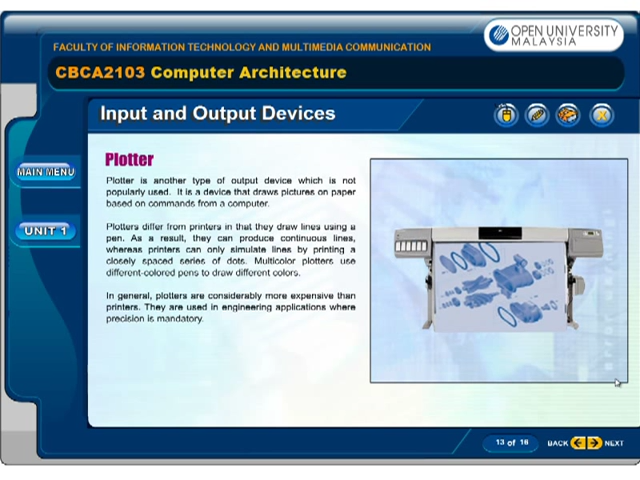 OPEN UNIVERSITY
MALAYSIA
FACULTY OF INFORMATION TECHNOLOGY AND MULTIMEDIA COMMUNICATION
CBCA2103 Computer Architecture
Input and Output Devices
MAIN MENU
UNIT 1
Plotter
Plotter is another type of output device which is not
popularly used. It is a device that draws pictures on paper
based on commands from a computer.
Plotters differ from printers in that they draw lines using a
pen. As a result, they can produce continuous lines,
whereas printers can only simulate lines by printing a
closely spaced series of dots. Multicolor plotters use
different-colored pens to draw different colors.
In general, plotters are considerably more expensive than
printers. They are used in engineering applications where
precision is mandatory.
13 of 16
BACK NEXT